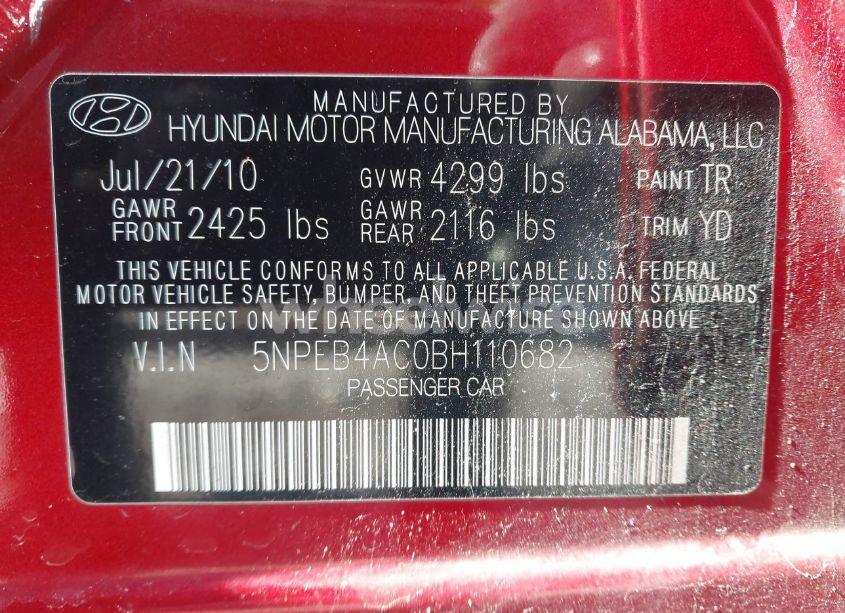 MANUFACTURED BY
HYUNDAI MOTOR MANUFACTURING ALABAMA, LLC
Jul/21/10 GVWR 4299 lbs PAINT TR
GAWR FRONT 2425 lbs GAWR REAR 2116 lbs TRIM YD
THIS VEHICLE CONFORMS TO ALL APPLICABLE U.S.A. FEDERAL
MOTOR VEHICLE SAFETY, BUMPER, AND THEFT PREVENTION STANDARDS
IN EFFECT ON THE DATE OF MANUFACTURE SHOWN ABOVE
V.I.N 5NPEB4AC0BH110682
PASSENGER CAR